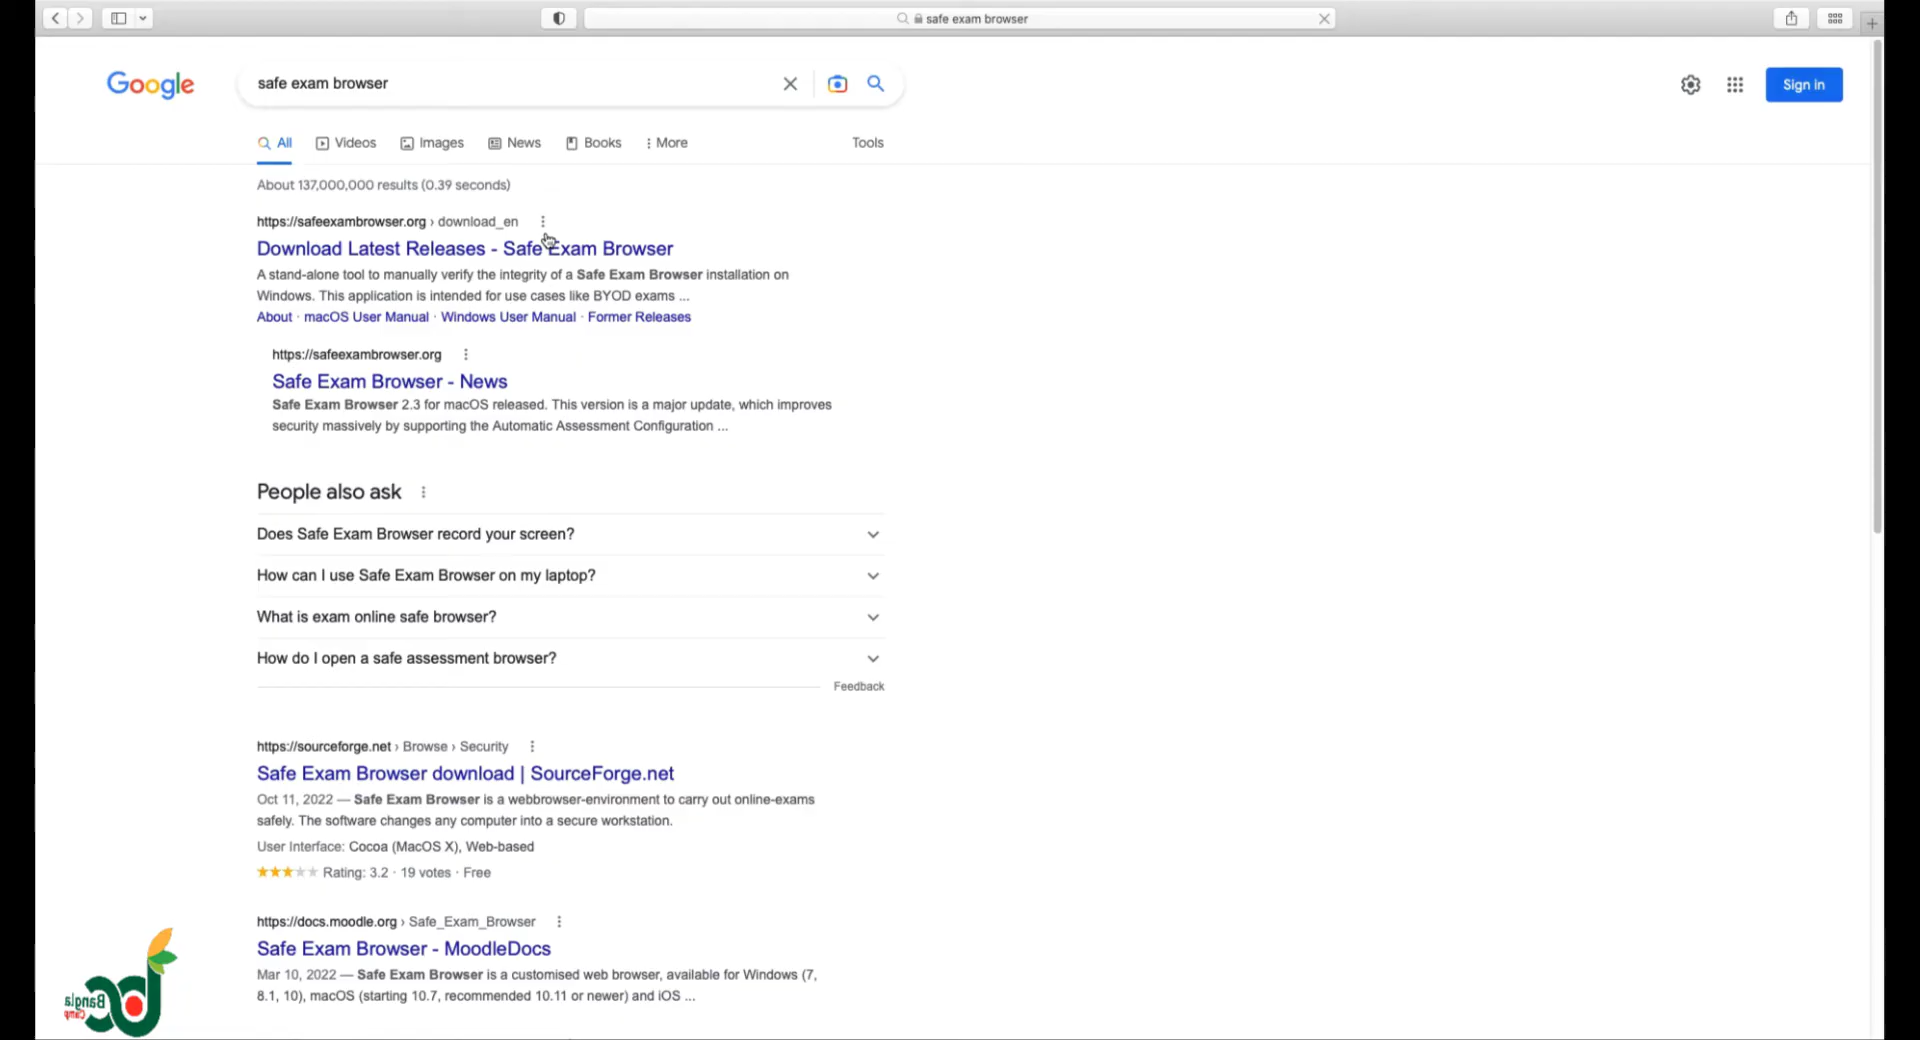 safe exam browser
Google
safe exam browser
Sign in
All Videos Images News Books More Tools
About 137,000,000 results (0.39 seconds)
https://safeexambrowser.org › download_en
Download Latest Releases - Safe Exam Browser
A stand-alone tool to manually verify the integrity of a Safe Exam Browser installation on
Windows. This application is intended for use cases like BYOD exams ...
About · macOS User Manual · Windows User Manual · Former Releases
https://safeexambrowser.org
Safe Exam Browser - News
Safe Exam Browser 2.3 for macOS released. This version is a major update, which improves
security massively by supporting the Automatic Assessment Configuration ...
People also ask
Does Safe Exam Browser record your screen?
How can I use Safe Exam Browser on my laptop?
What is exam online safe browser?
How do I open a safe assessment browser?
Feedback
https://sourceforge.net › Browse › Security
Safe Exam Browser download | SourceForge.net
Oct 11, 2022 — Safe Exam Browser is a webbrowser-environment to carry out online-exams
safely. The software changes any computer into a secure workstation.
User Interface: Cocoa (MacOS X), Web-based
Rating: 3.2 · 19 votes · Free
https://docs.moodle.org › Safe_Exam_Browser
Safe Exam Browser - MoodleDocs
Mar 10, 2022 — Safe Exam Browser is a customised web browser, available for Windows (7,
8.1, 10), macOS (starting 10.7, recommended 10.11 or newer) and iOS ...
Bangla
Camp